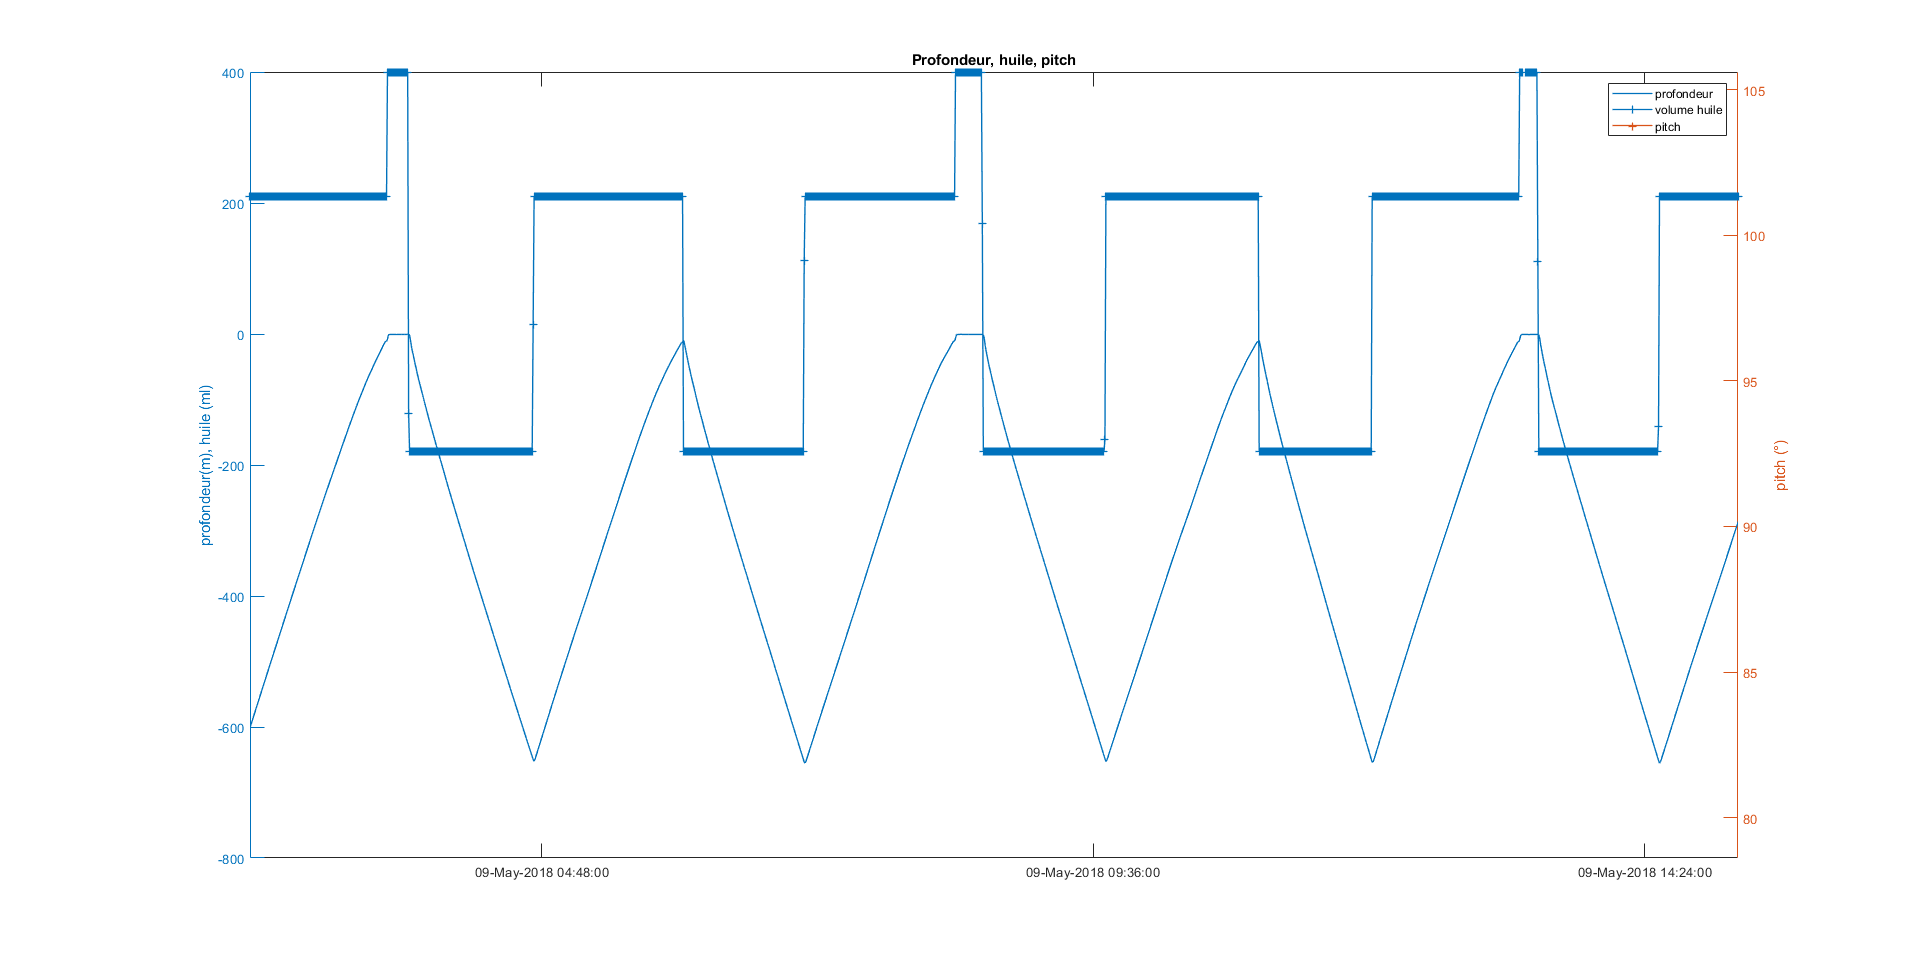 Profondeur, huile, pitch
profondeur
volume huile
pitch
400
200
0
-200
-400
-600
-800
profondeur(m), huile (ml)
105
100
95
90
85
80
pitch (°)
09-May-2018 04:48:00
09-May-2018 09:36:00
09-May-2018 14:24:00